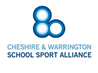 CHESHIRE & WARRINGTON
SCHOOL SPORT ALLIANCE